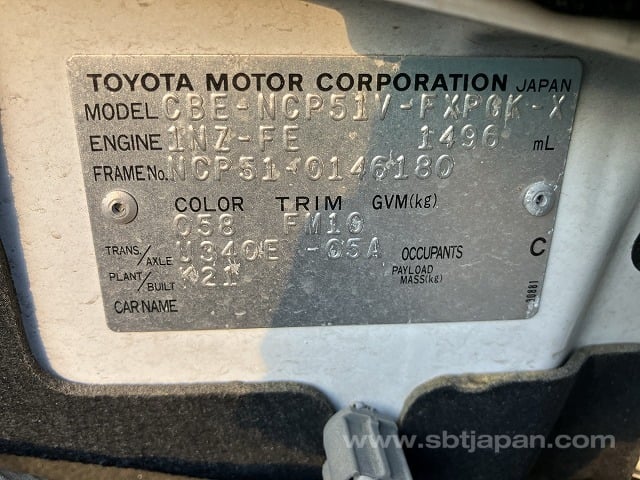 TOYOTA MOTOR CORPORATION JAPAN
MODEL CBE-NCP51V-FXPGK-X
ENGINE 1NZ-FE 1496 mL
FRAME No. NCP51-0146180
COLOR TRIM GVM(kg)
058 FM10
TRANS./AXLE U340E -05A OCCUPANTS C
PLANT/BUILT K21 PAYLOAD MASS(kg)
CAR NAME
10881
www.sbtjapan.com